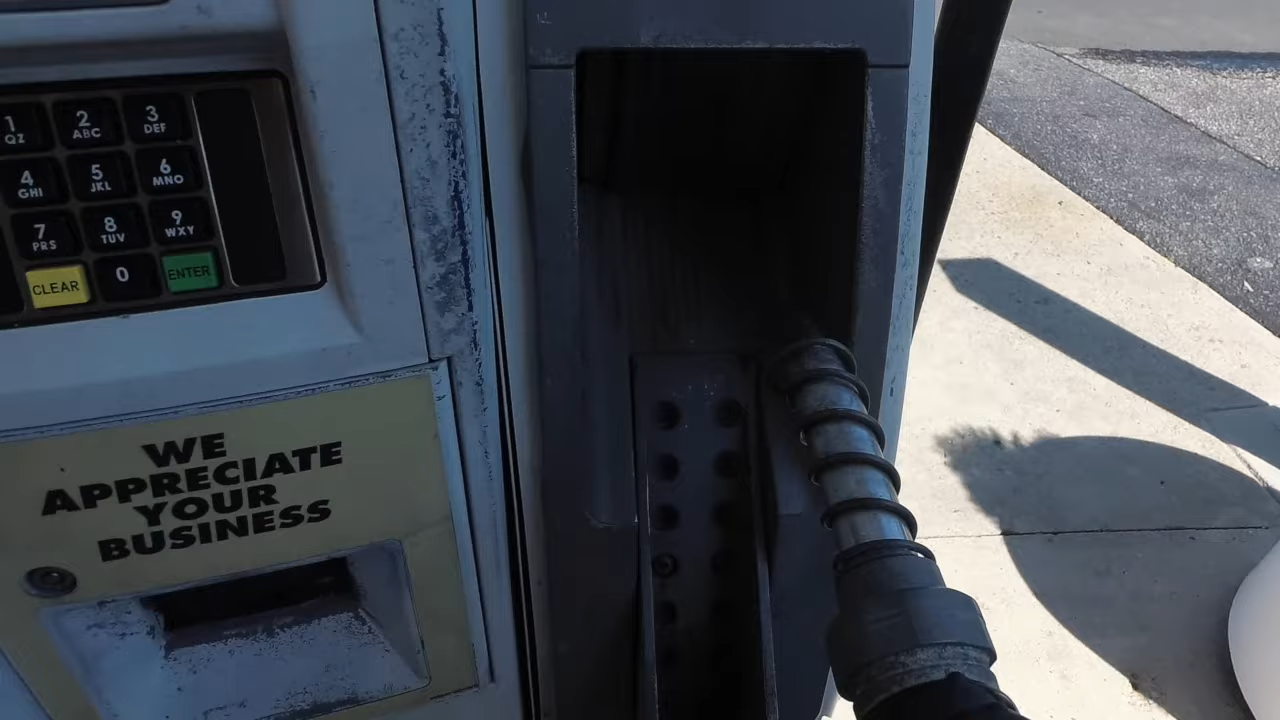 1 2 3
QZ ABC DEF
4 5 6
GHI JKL MNO
7 8 9
PRS TUV WXY
CLEAR 0 ENTER
WE
APPRECIATE
YOUR
BUSINESS